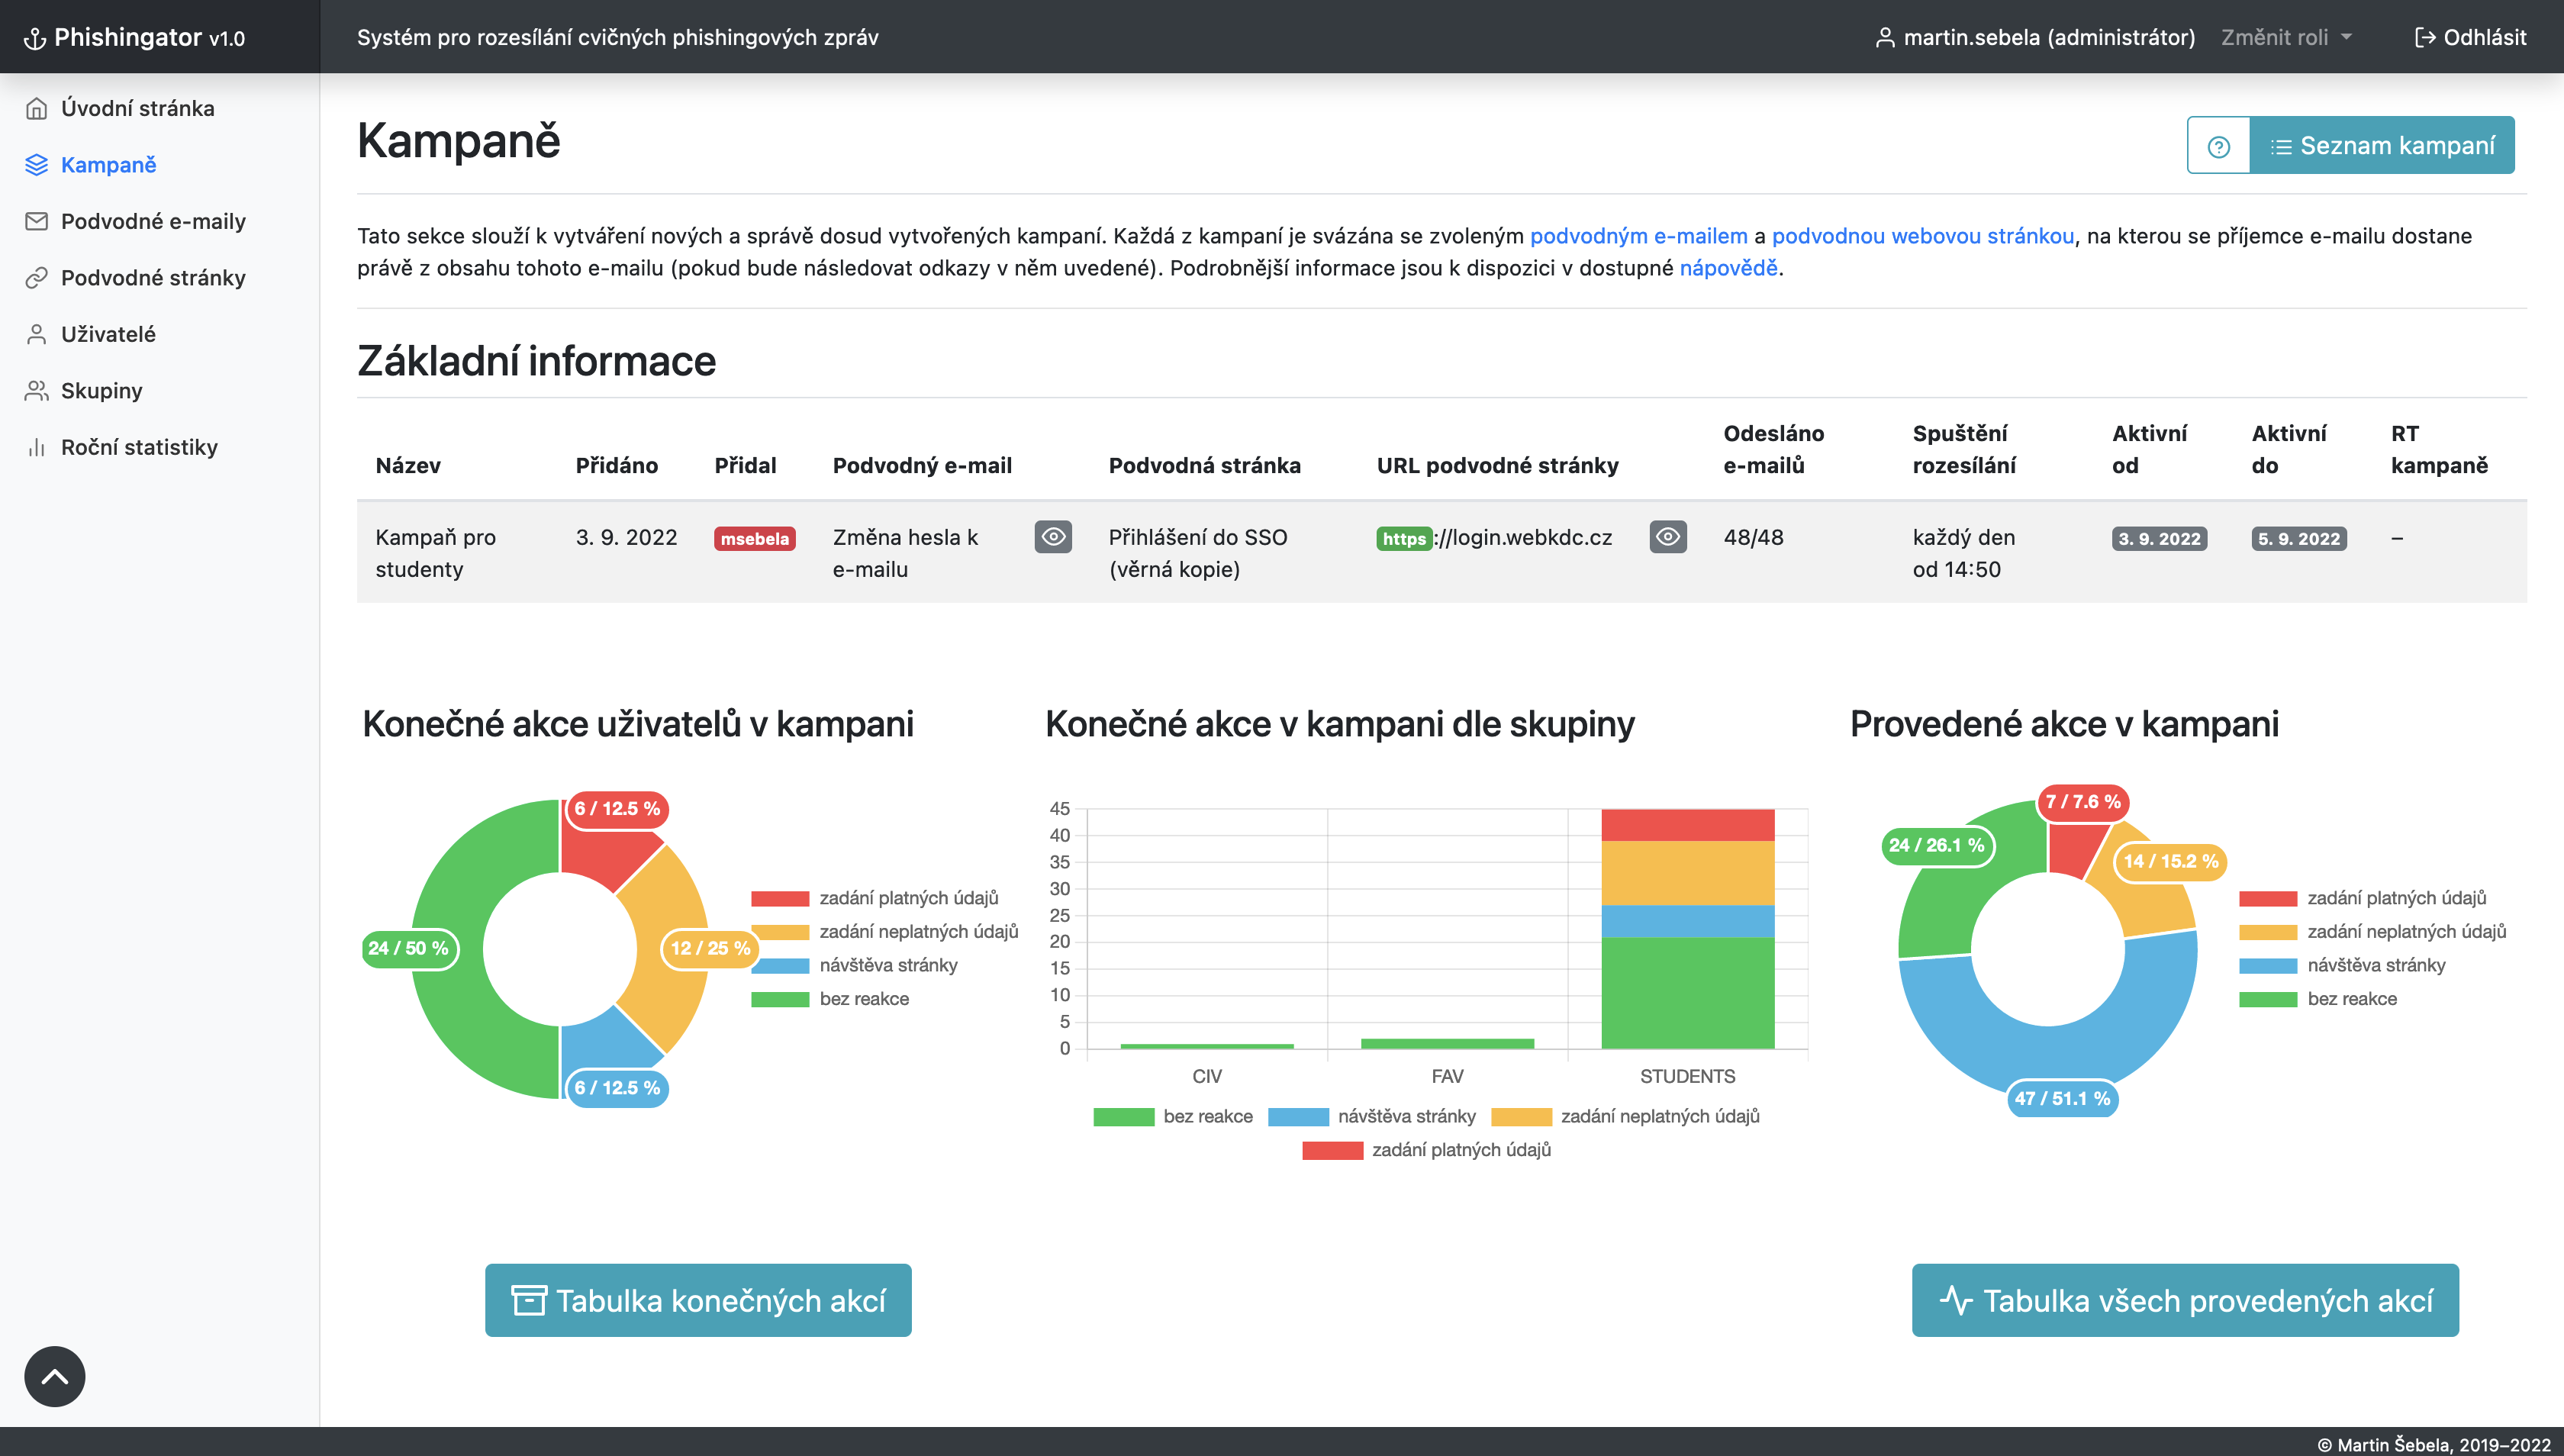 Phishingator v1.0
Systém pro rozesílání cvičných phishingových zpráv
martin.sebela (administrátor)
Změnit roli
Odhlásit
Úvodní stránka
Kampaně
Podvodné e-maily
Podvodné stránky
Uživatelé
Skupiny
Roční statistiky
Kampaně
Seznam kampaní
Tato sekce slouží k vytváření nových a správě dosud vytvořených kampaní. Každá z kampaní je svázána se zvoleným podvodným e-mailem a podvodnou webovou stránkou, na kterou se příjemce e-mailu dostane
právě z obsahu tohoto e-mailu (pokud bude následovat odkazy v něm uvedené). Podrobnější informace jsou k dispozici v dostupné nápovědě.
Základní informace
Název
Přidáno
Přidal
Podvodný e-mail
Podvodná stránka
URL podvodné stránky
Odesláno
e-mailů
Spuštění
rozesílání
Aktivní
od
Aktivní
do
RT
kampaně
Kampaň pro
studenty
3. 9. 2022
msebela
Změna hesla k
e-mailu
Přihlášení do SSO
(věrná kopie)
https://login.webkdc.cz
48/48
každý den
od 14:50
3. 9. 2022
5. 9. 2022
–
Konečné akce uživatelů v kampani
6 / 12.5 %
24 / 50 %
12 / 25 %
6 / 12.5 %
zadání platných údajů
zadání neplatných údajů
návštěva stránky
bez reakce
Konečné akce v kampani dle skupiny
45
40
35
30
25
20
15
10
5
0
CIV
FAV
STUDENTS
bez reakce
návštěva stránky
zadání neplatných údajů
zadání platných údajů
Provedené akce v kampani
7 / 7.6 %
24 / 26.1 %
14 / 15.2 %
47 / 51.1 %
zadání platných údajů
zadání neplatných údajů
návštěva stránky
bez reakce
Tabulka konečných akcí
Tabulka všech provedených akcí
© Martin Šebela, 2019–2022